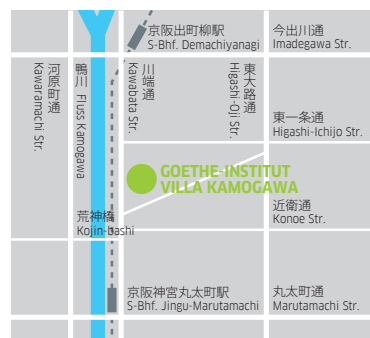 京阪出町柳駅
S-Bhf. Demachiyanagi
今出川通
Imadegawa Str.
河原町通
Kawaramachi Str.
鴨川 Fluss Kamogawa
川端通
Kawabata Str.
東大路通
Higashi-Oji Str.
東一条通
Higashi-Ichijo Str.
GOETHE-INSTITUT
VILLA KAMOGAWA
近衛通
Konoe Str.
荒神橋
Kojin-bashi
京阪神宮丸太町駅
S-Bhf. Jingu-Marutamachi
丸太町通
Marutamachi Str.